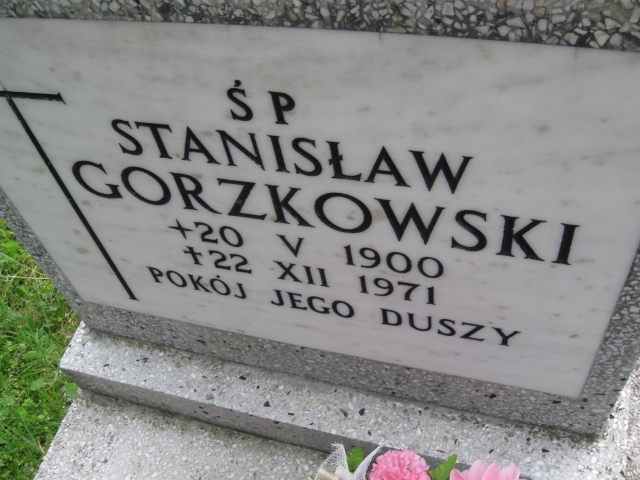 ŚP
STANISŁAW
GORZKOWSKI
+20 V 1900
+22 XII 1971
POKÓJ JEGO DUSZY